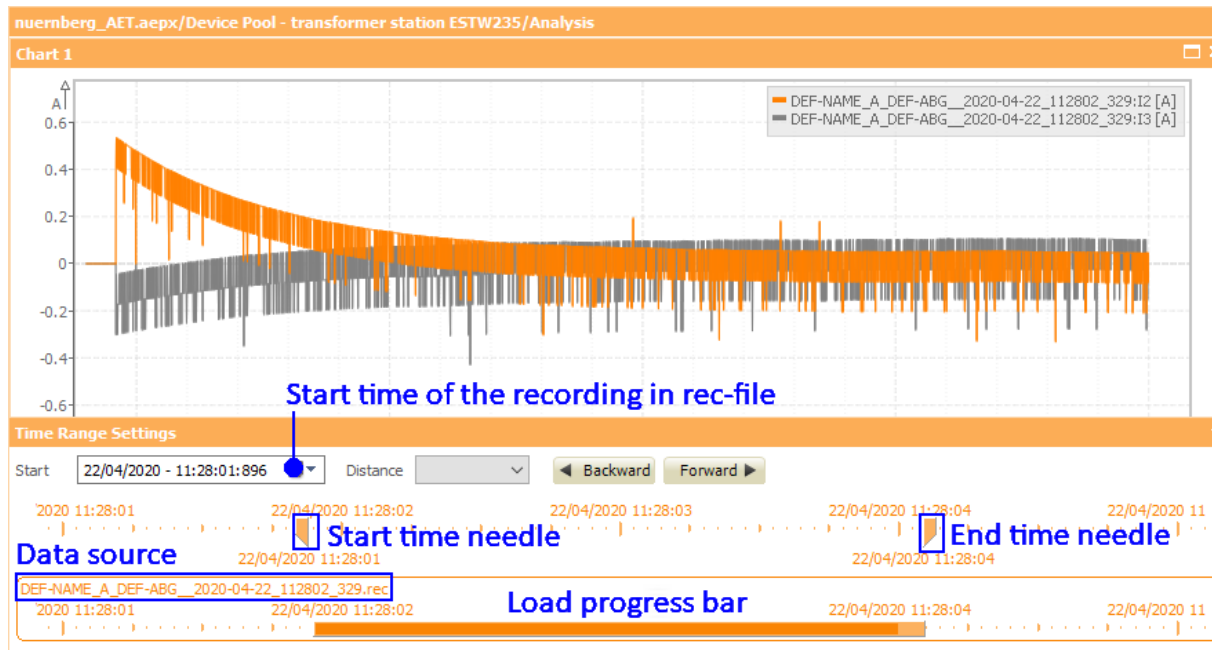 nuernberg_AET.aepx/Device Pool - transformer station ESTW235/Analysis
Chart 1
A
DEF-NAME_A_DEF-ABG__2020-04-22_112802_329:I2 [A]
DEF-NAME_A_DEF-ABG__2020-04-22_112802_329:I3 [A]
0.6
0.4
0.2
0
-0.2
-0.4
-0.6
Start time of the recording in rec-file
Time Range Settings
Start 22/04/2020 - 11:28:01:896 Distance Backward Forward
2020 11:28:01 22/04/2020 11:28:02 22/04/2020 11:28:03 22/04/2020 11:28:04 22/04/2020 11
Start time needle End time needle
Data source 22/04/2020 11:28:01 22/04/2020 11:28:04
DEF-NAME_A_DEF-ABG__2020-04-22_112802_329.rec
Load progress bar
2020 11:28:01 22/04/2020 11:28:02 22/04/2020 11:28:04 22/04/2020 11